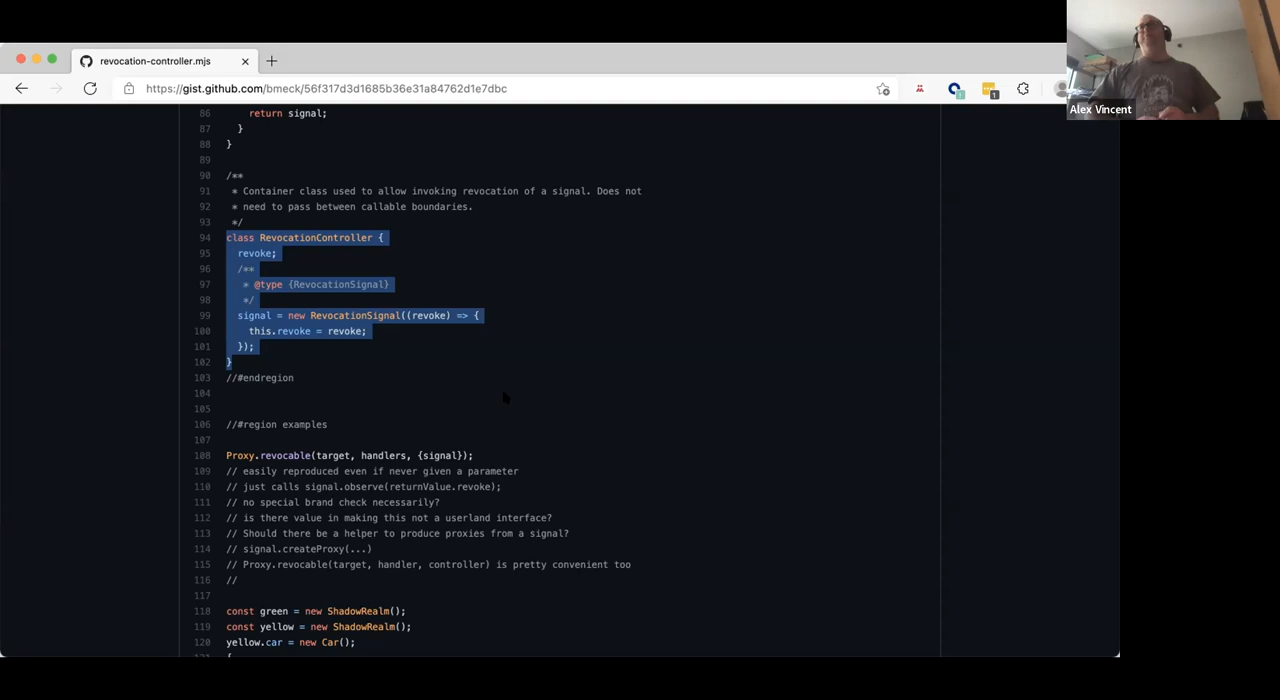 revocation-controller.mjs
https://gist.github.com/bmeck/56f317d3d1685b36e31a84762d1e7dbc
1
1
Alex Vincent
86 return signal;
87 }
88 }
89
90 /**
91 * Container class used to allow invoking revocation of a signal. Does not
92 * need to pass between callable boundaries.
93 */
94 class RevocationController {
95 revoke;
96 /**
97 * @type {RevocationSignal}
98 */
99 signal = new RevocationSignal((revoke) => {
100 this.revoke = revoke;
101 });
102 }
103 //#endregion
104
105
106 //#region examples
107
108 Proxy.revocable(target, handlers, {signal});
109 // easily reproduced even if never given a parameter
110 // just calls signal.observe(returnValue.revoke);
111 // no special brand check necessarily?
112 // is there value in making this not a userland interface?
113 // Should there be a helper to produce proxies from a signal?
114 // signal.createProxy(...)
115 // Proxy.revocable(target, handler, controller) is pretty convenient too
116 //
117
118 const green = new ShadowRealm();
119 const yellow = new ShadowRealm();
120 yellow.car = new Car();